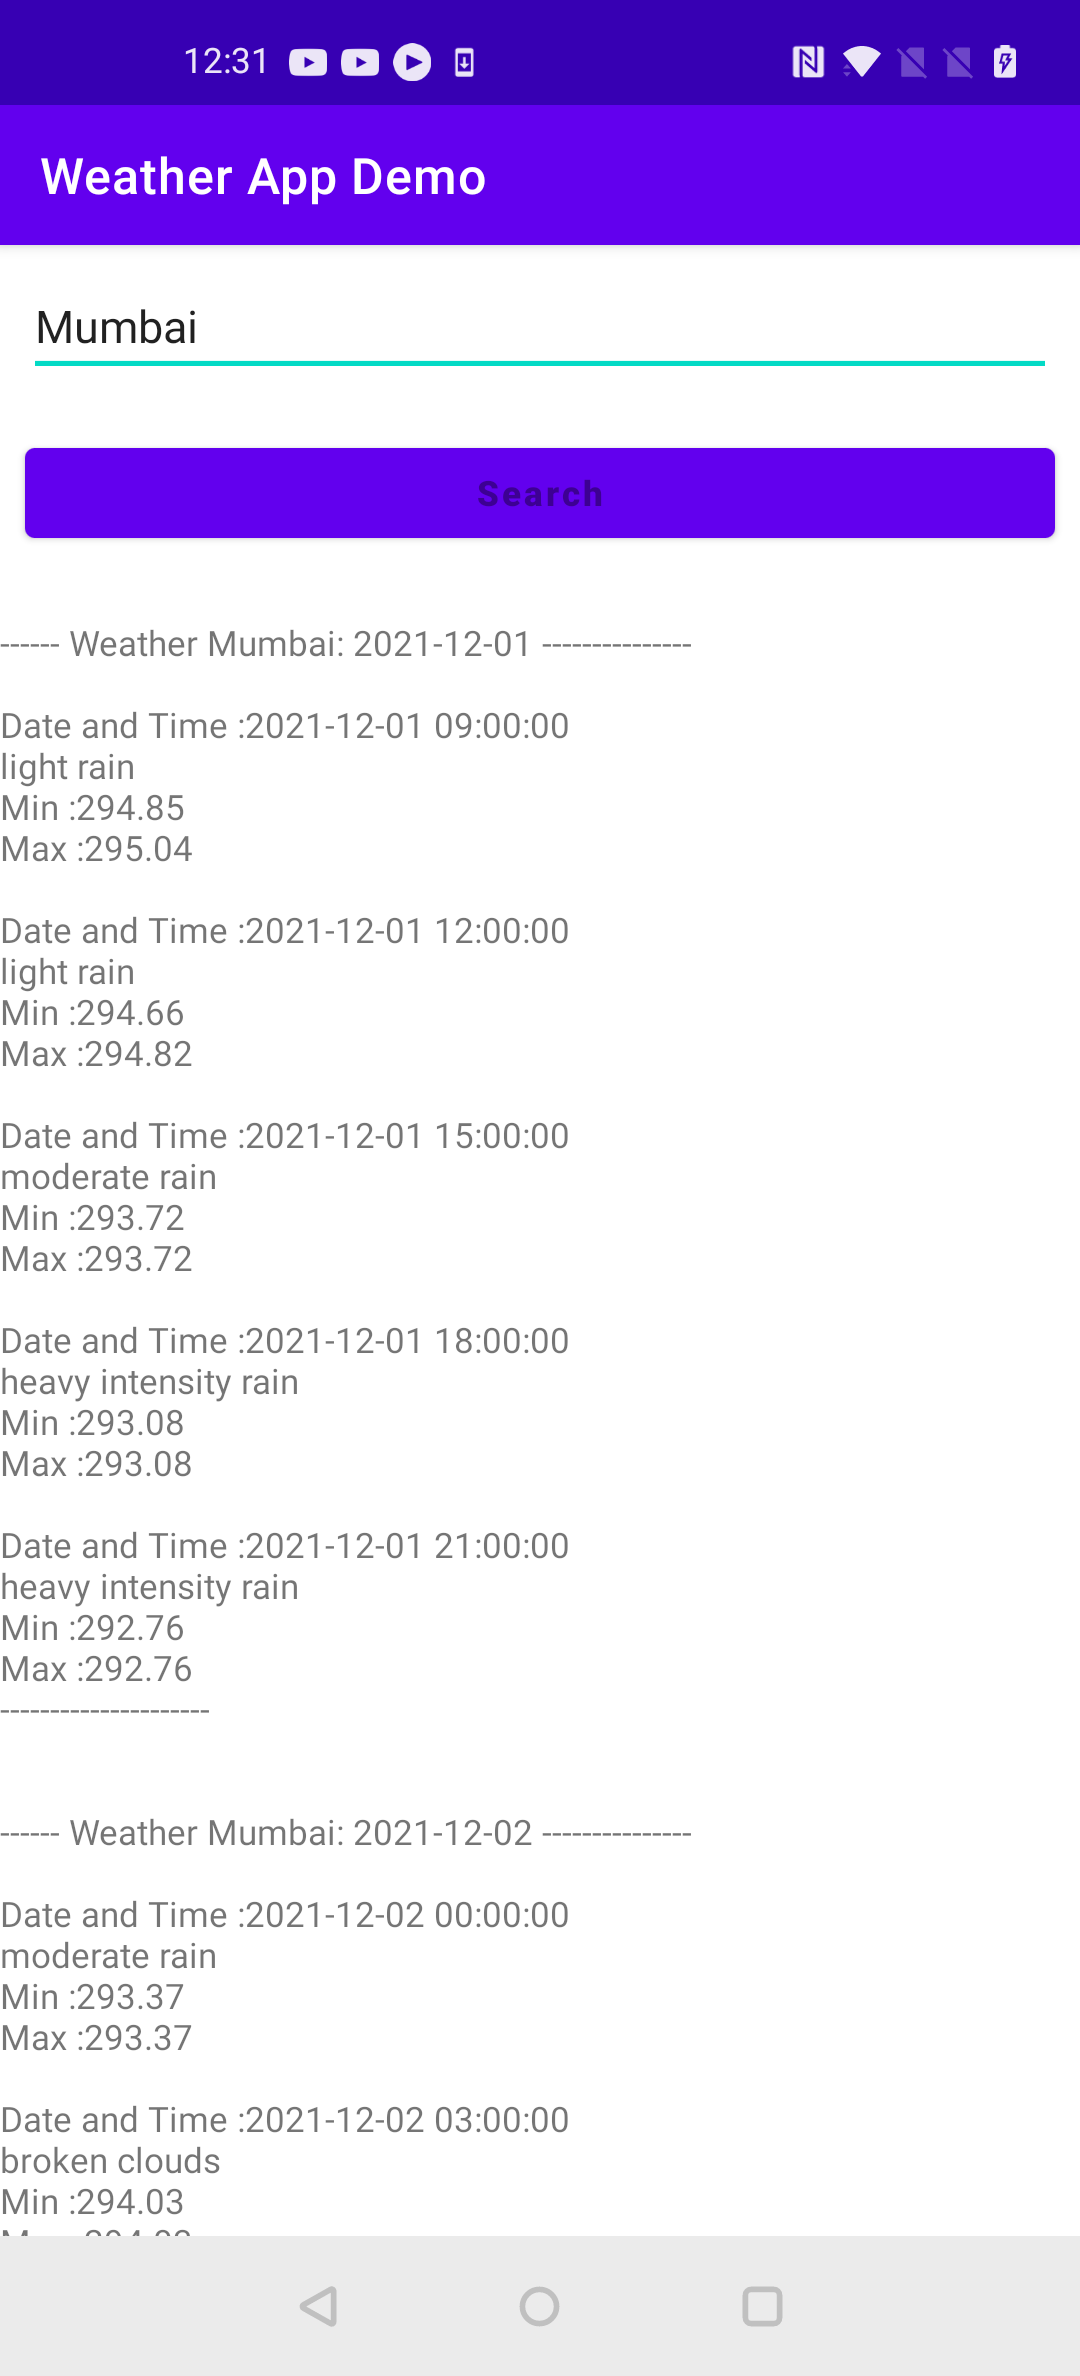 12:31
Weather App Demo
Mumbai
Search
------ Weather Mumbai: 2021-12-01 ---------------
Date and Time :2021-12-01 09:00:00
light rain
Min :294.85
Max :295.04
Date and Time :2021-12-01 12:00:00
light rain
Min :294.66
Max :294.82
Date and Time :2021-12-01 15:00:00
moderate rain
Min :293.72
Max :293.72
Date and Time :2021-12-01 18:00:00
heavy intensity rain
Min :293.08
Max :293.08
Date and Time :2021-12-01 21:00:00
heavy intensity rain
Min :292.76
Max :292.76
---------------------
------ Weather Mumbai: 2021-12-02 ---------------
Date and Time :2021-12-02 00:00:00
moderate rain
Min :293.37
Max :293.37
Date and Time :2021-12-02 03:00:00
broken clouds
Min :294.03